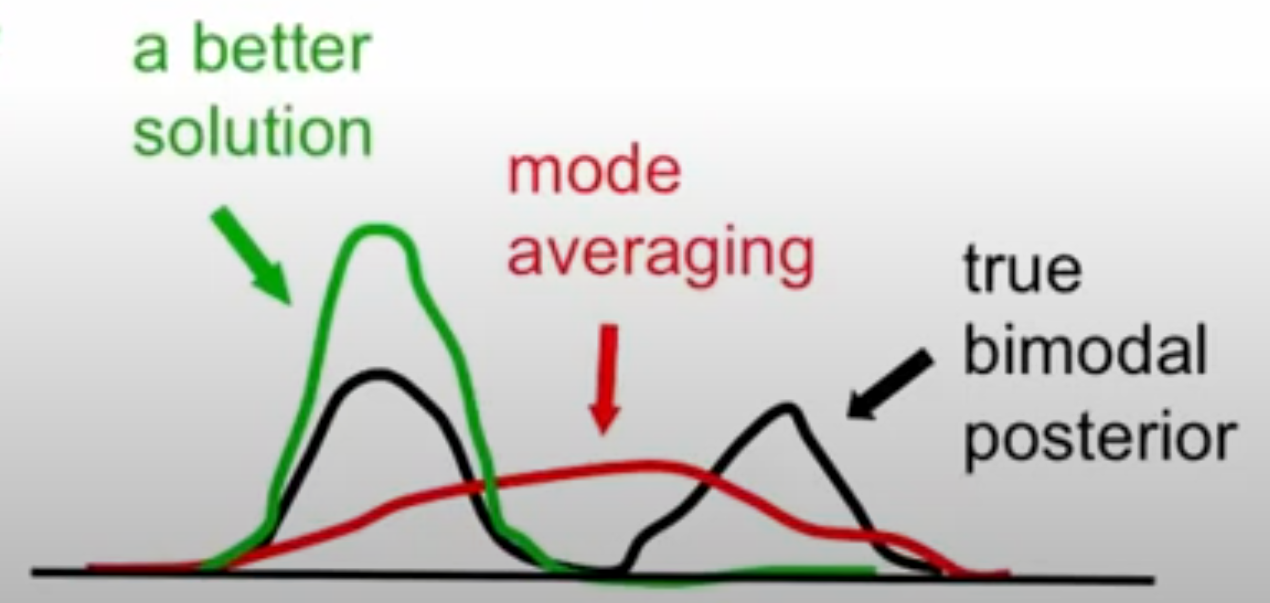 a better
solution
mode
averaging
true
bimodal
posterior